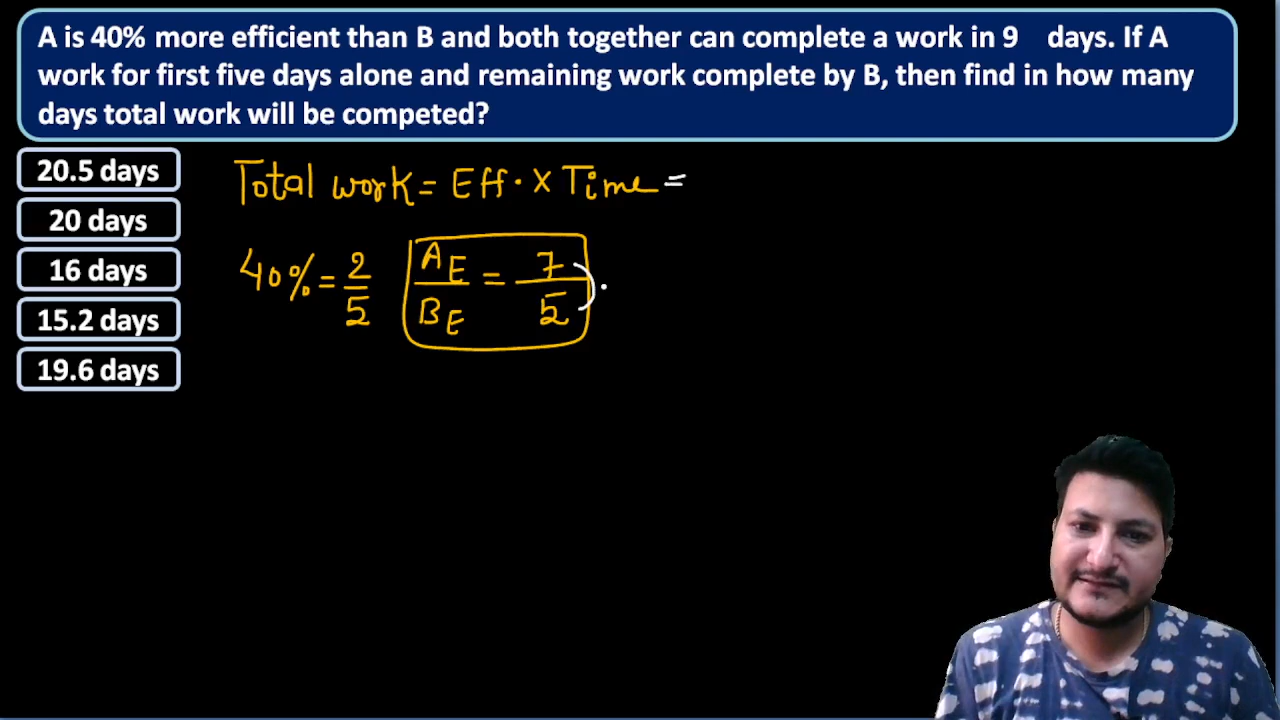 A is 40% more efficient than B and both together can complete a work in 9 days. If A
work for first five days alone and remaining work complete by B, then find in how many
days total work will be competed?
20.5 days
20 days
16 days
15.2 days
19.6 days
Total work = Eff. × Time =
40% = 2/5 A_E/B_E = 7/5